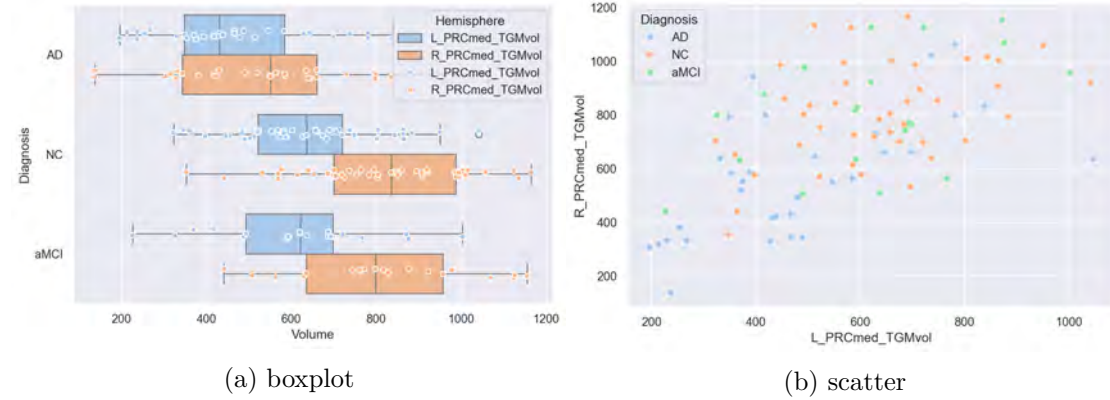 Hemisphere
L_PRCmed_TGMvol
R_PRCmed_TGMvol
L_PRCmed_TGMvol
R_PRCmed_TGMvol
AD
NC
aMCI
Diagnosis
200 400 600 800 1000 1200
Volume
(a) boxplot
Diagnosis
AD
NC
aMCI
1200
1000
800
600
400
200
R_PRCmed_TGMvol
200 400 600 800 1000
L_PRCmed_TGMvol
(b) scatter